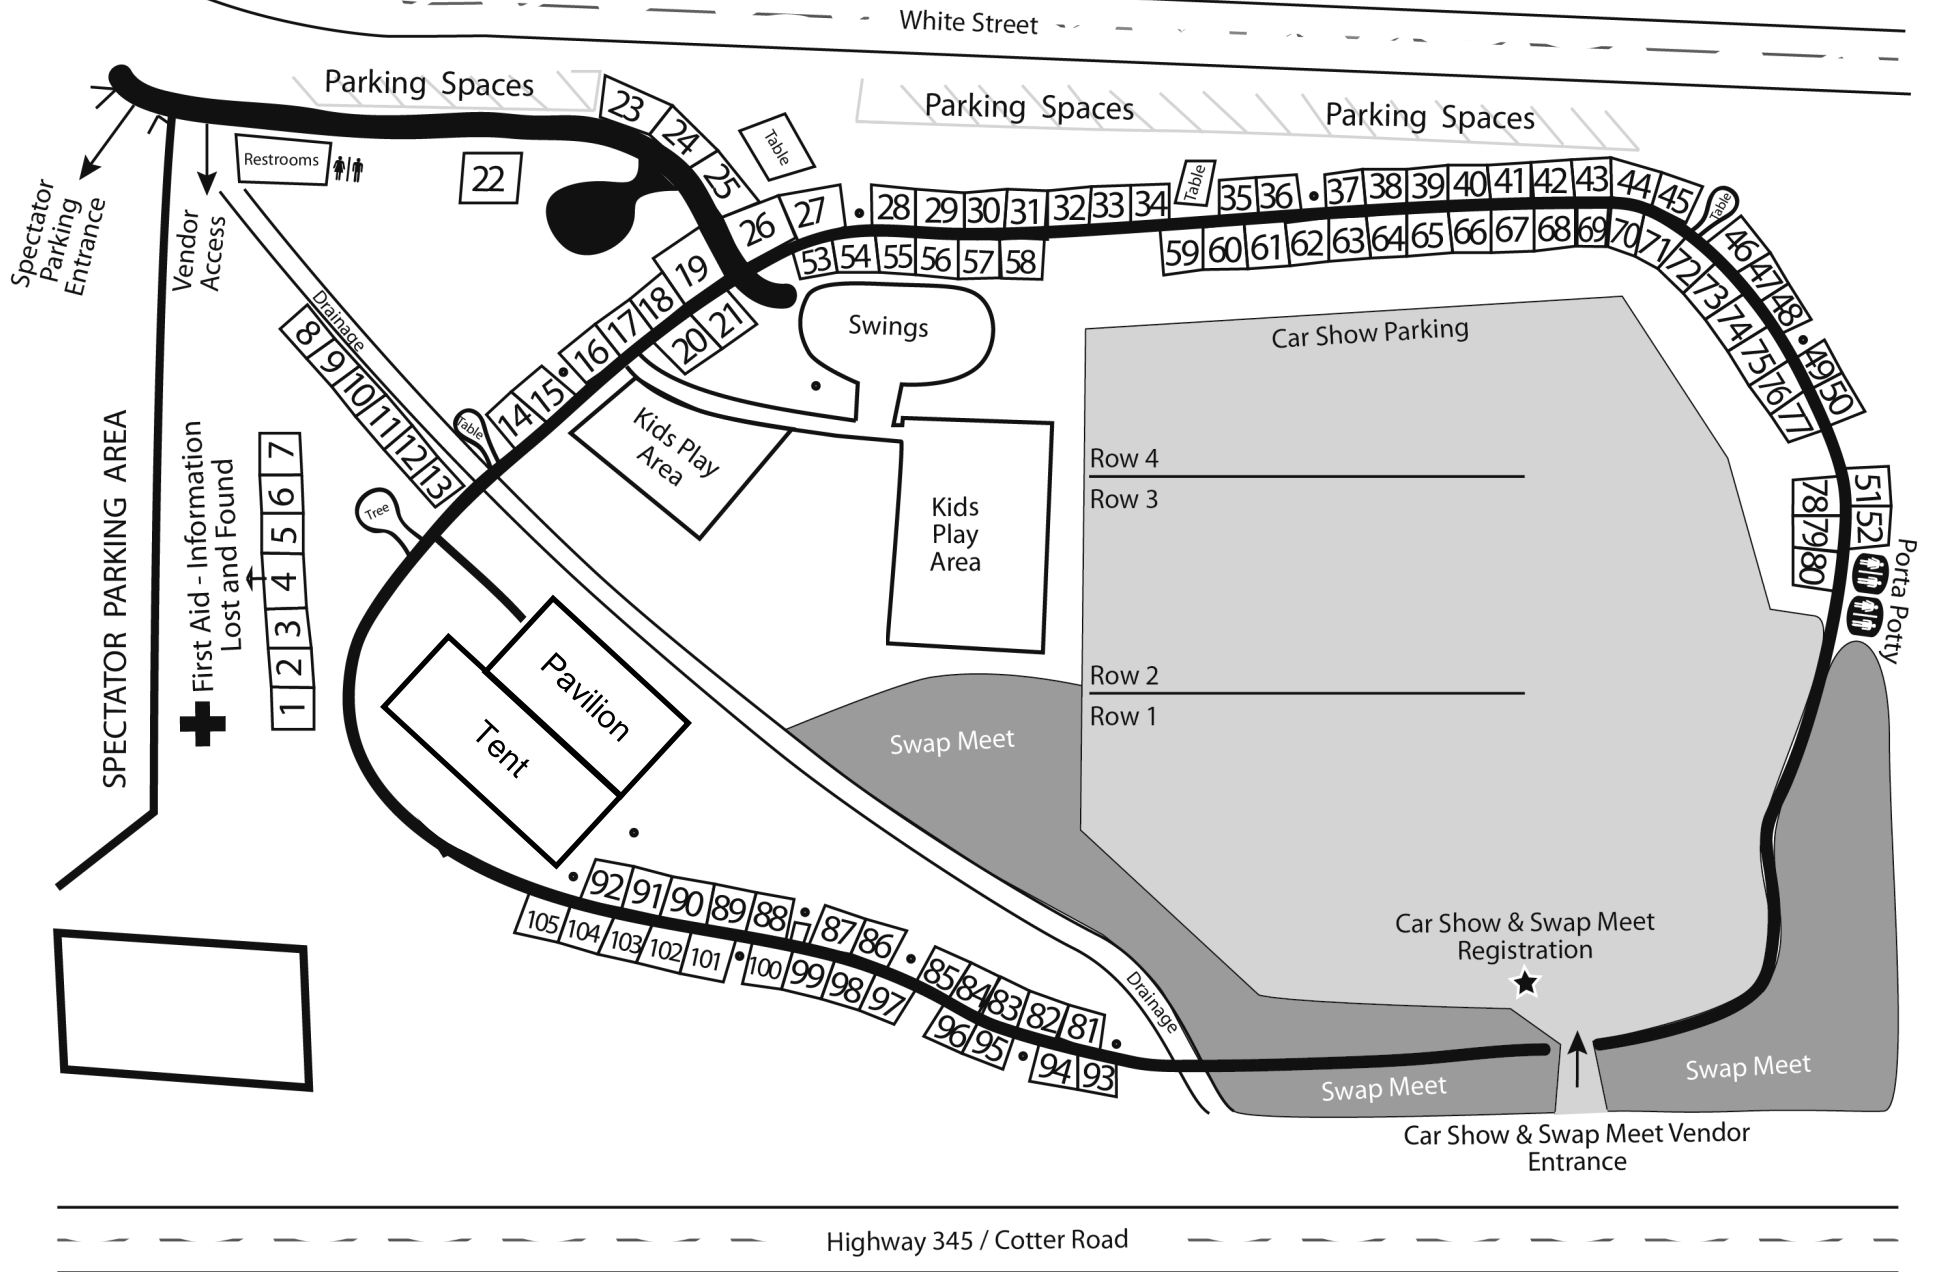 White Street
Parking Spaces
Parking Spaces
Parking Spaces
Spectator
Parking
Entrance
Vendor
Access
Restrooms
22
23
24
25
Table
26
27
28
29
30
31
32
33
34
Table
35
36
37
38
39
40
41
42
43
44
45
Table
46
47
48
49
50
51
52
53
54
55
56
57
58
59
60
61
62
63
64
65
66
67
68
69
70
71
72
73
74
75
76
77
78
79
80
Porta Potty
Drainage
8
9
10
11
12
13
Table
14
15
16
17
18
19
20
21
Swings
Kids Play
Area
Kids
Play
Area
Car Show Parking
Row 4
Row 3
Row 2
Row 1
SPECTATOR PARKING AREA
First Aid - Information
Lost and Found
7
6
5
4
3
2
1
Tree
Pavilion
Tent
Swap Meet
92
91
90
89
88
87
86
85
84
83
82
81
105
104
103
102
101
100
99
98
97
96
95
94
93
Drainage
Car Show & Swap Meet
Registration
Swap Meet
Swap Meet
Car Show & Swap Meet Vendor
Entrance
Highway 345 / Cotter Road